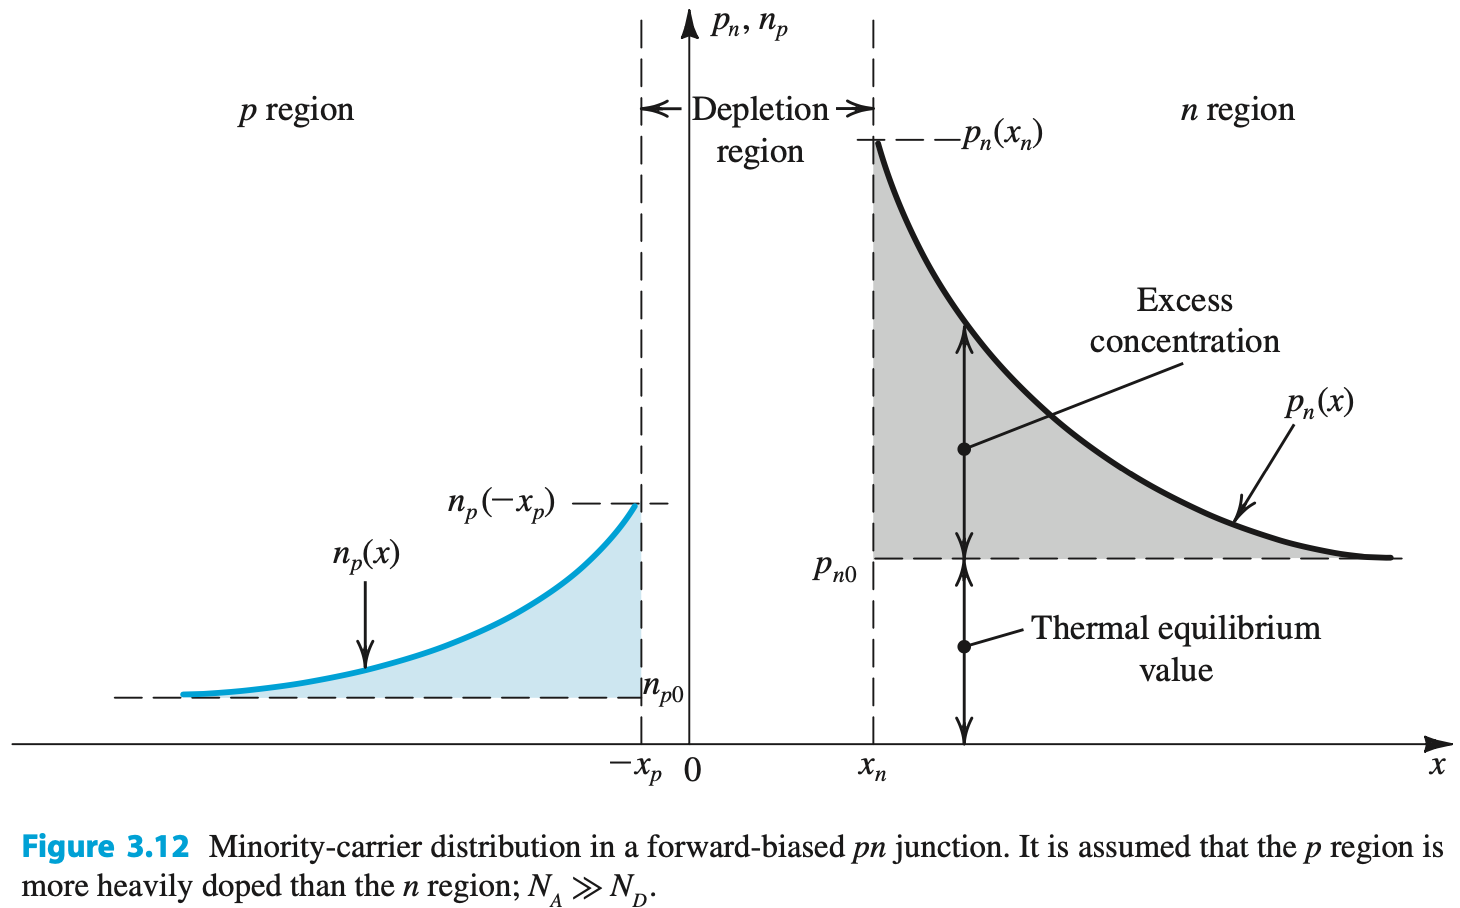 pₙ, nₚ
p region
Depletion
region
n region
pₙ(xₙ)
Excess
concentration
pₙ(x)
nₚ(−xₚ)
nₚ(x)
pₙ₀
Thermal equilibrium
value
nₚ₀
−xₚ
0
xₙ
x
Figure 3.12 Minority-carrier distribution in a forward-biased pn junction. It is assumed that the p region is
more heavily doped than the n region; N_A ≫ N_D.